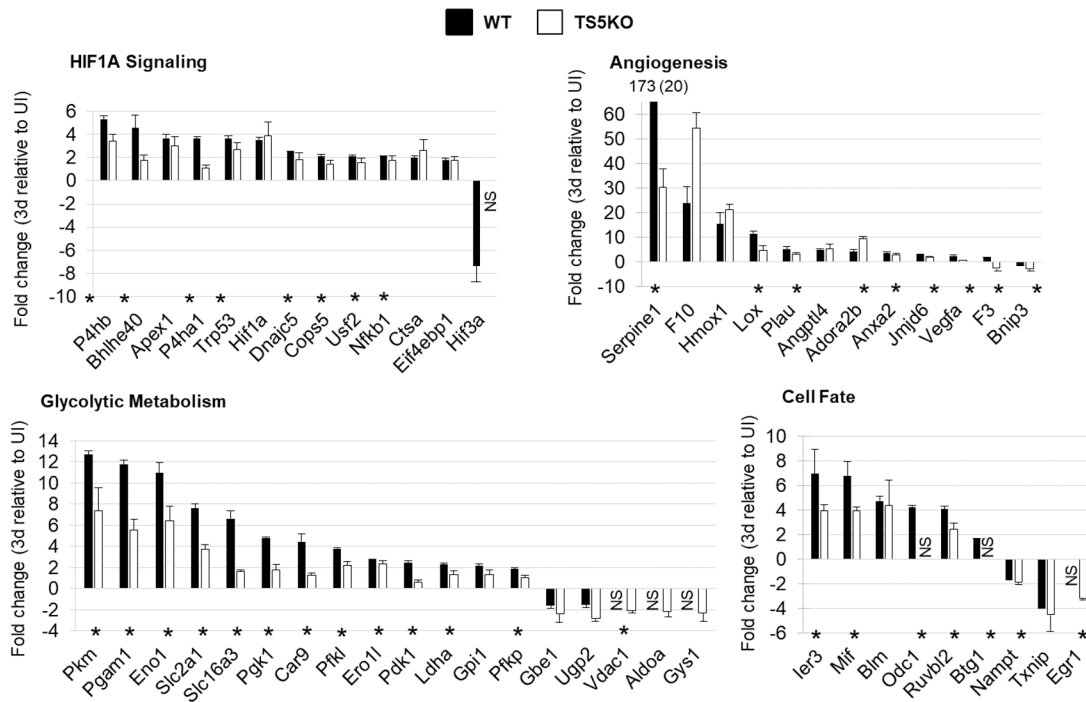 WT TS5KO
HIF1A Signaling
Fold change (3d relative to UI)
6
4
2
0
-2
-4
-6
-8
-10
NS
* * * * * * * *
P4hb Bhlhe40 Apex1 P4ha1 Trp53 Hif1a Dnajc5 Cops5 Usf2 Nfkb1 Ctsa Eif4ebp1 Hif3a
Angiogenesis
173 (20)
Fold change (3d relative to UI)
60
50
40
30
20
10
0
-10
* * * * * * * * *
Serpine1 F10 Hmox1 Lox Plau Angptl4 Adora2b Anxa2 Jmjd6 Vegfa F3 Bnip3
Glycolytic Metabolism
Fold change (3d relative to UI)
14
12
10
8
6
4
2
0
-2
-4
NS NS NS
* * * * * * * * * * * * *
Pkm Pgam1 Eno1 Slc2a1 Slc16a3 Pgk1 Car9 Pfkl Ero1l Pdk1 Ldha Gpi1 Pfkp Gbe1 Ugp2 Vdac1 Aldoa Gys1
Cell Fate
Fold change (3d relative to UI)
10
8
6
4
2
0
-2
-4
-6
NS NS NS
* * * * * * *
Ier3 Mif Blm Odc1 Ruvbl2 Btg1 Nampt Txnip Egr1